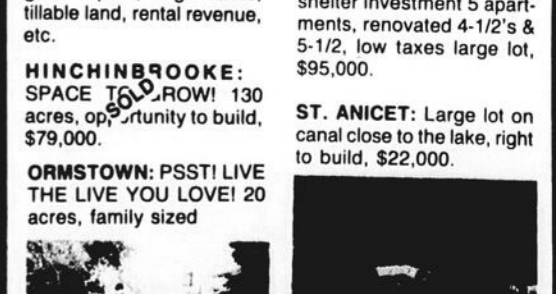 tillable land, rental revenue,
etc.
HINCHINBROOKE:
SPACE TO GROW! 130
acres, opportunity to build,
$79,000.
SOLD
ORMSTOWN: PSST! LIVE
THE LIVE YOU LOVE! 20
acres, family sized
shelter investment 5 apart-
ments, renovated 4-1/2's &
5-1/2, low taxes large lot,
$95,000.
ST. ANICET: Large lot on
canal close to the lake, right
to build, $22,000.